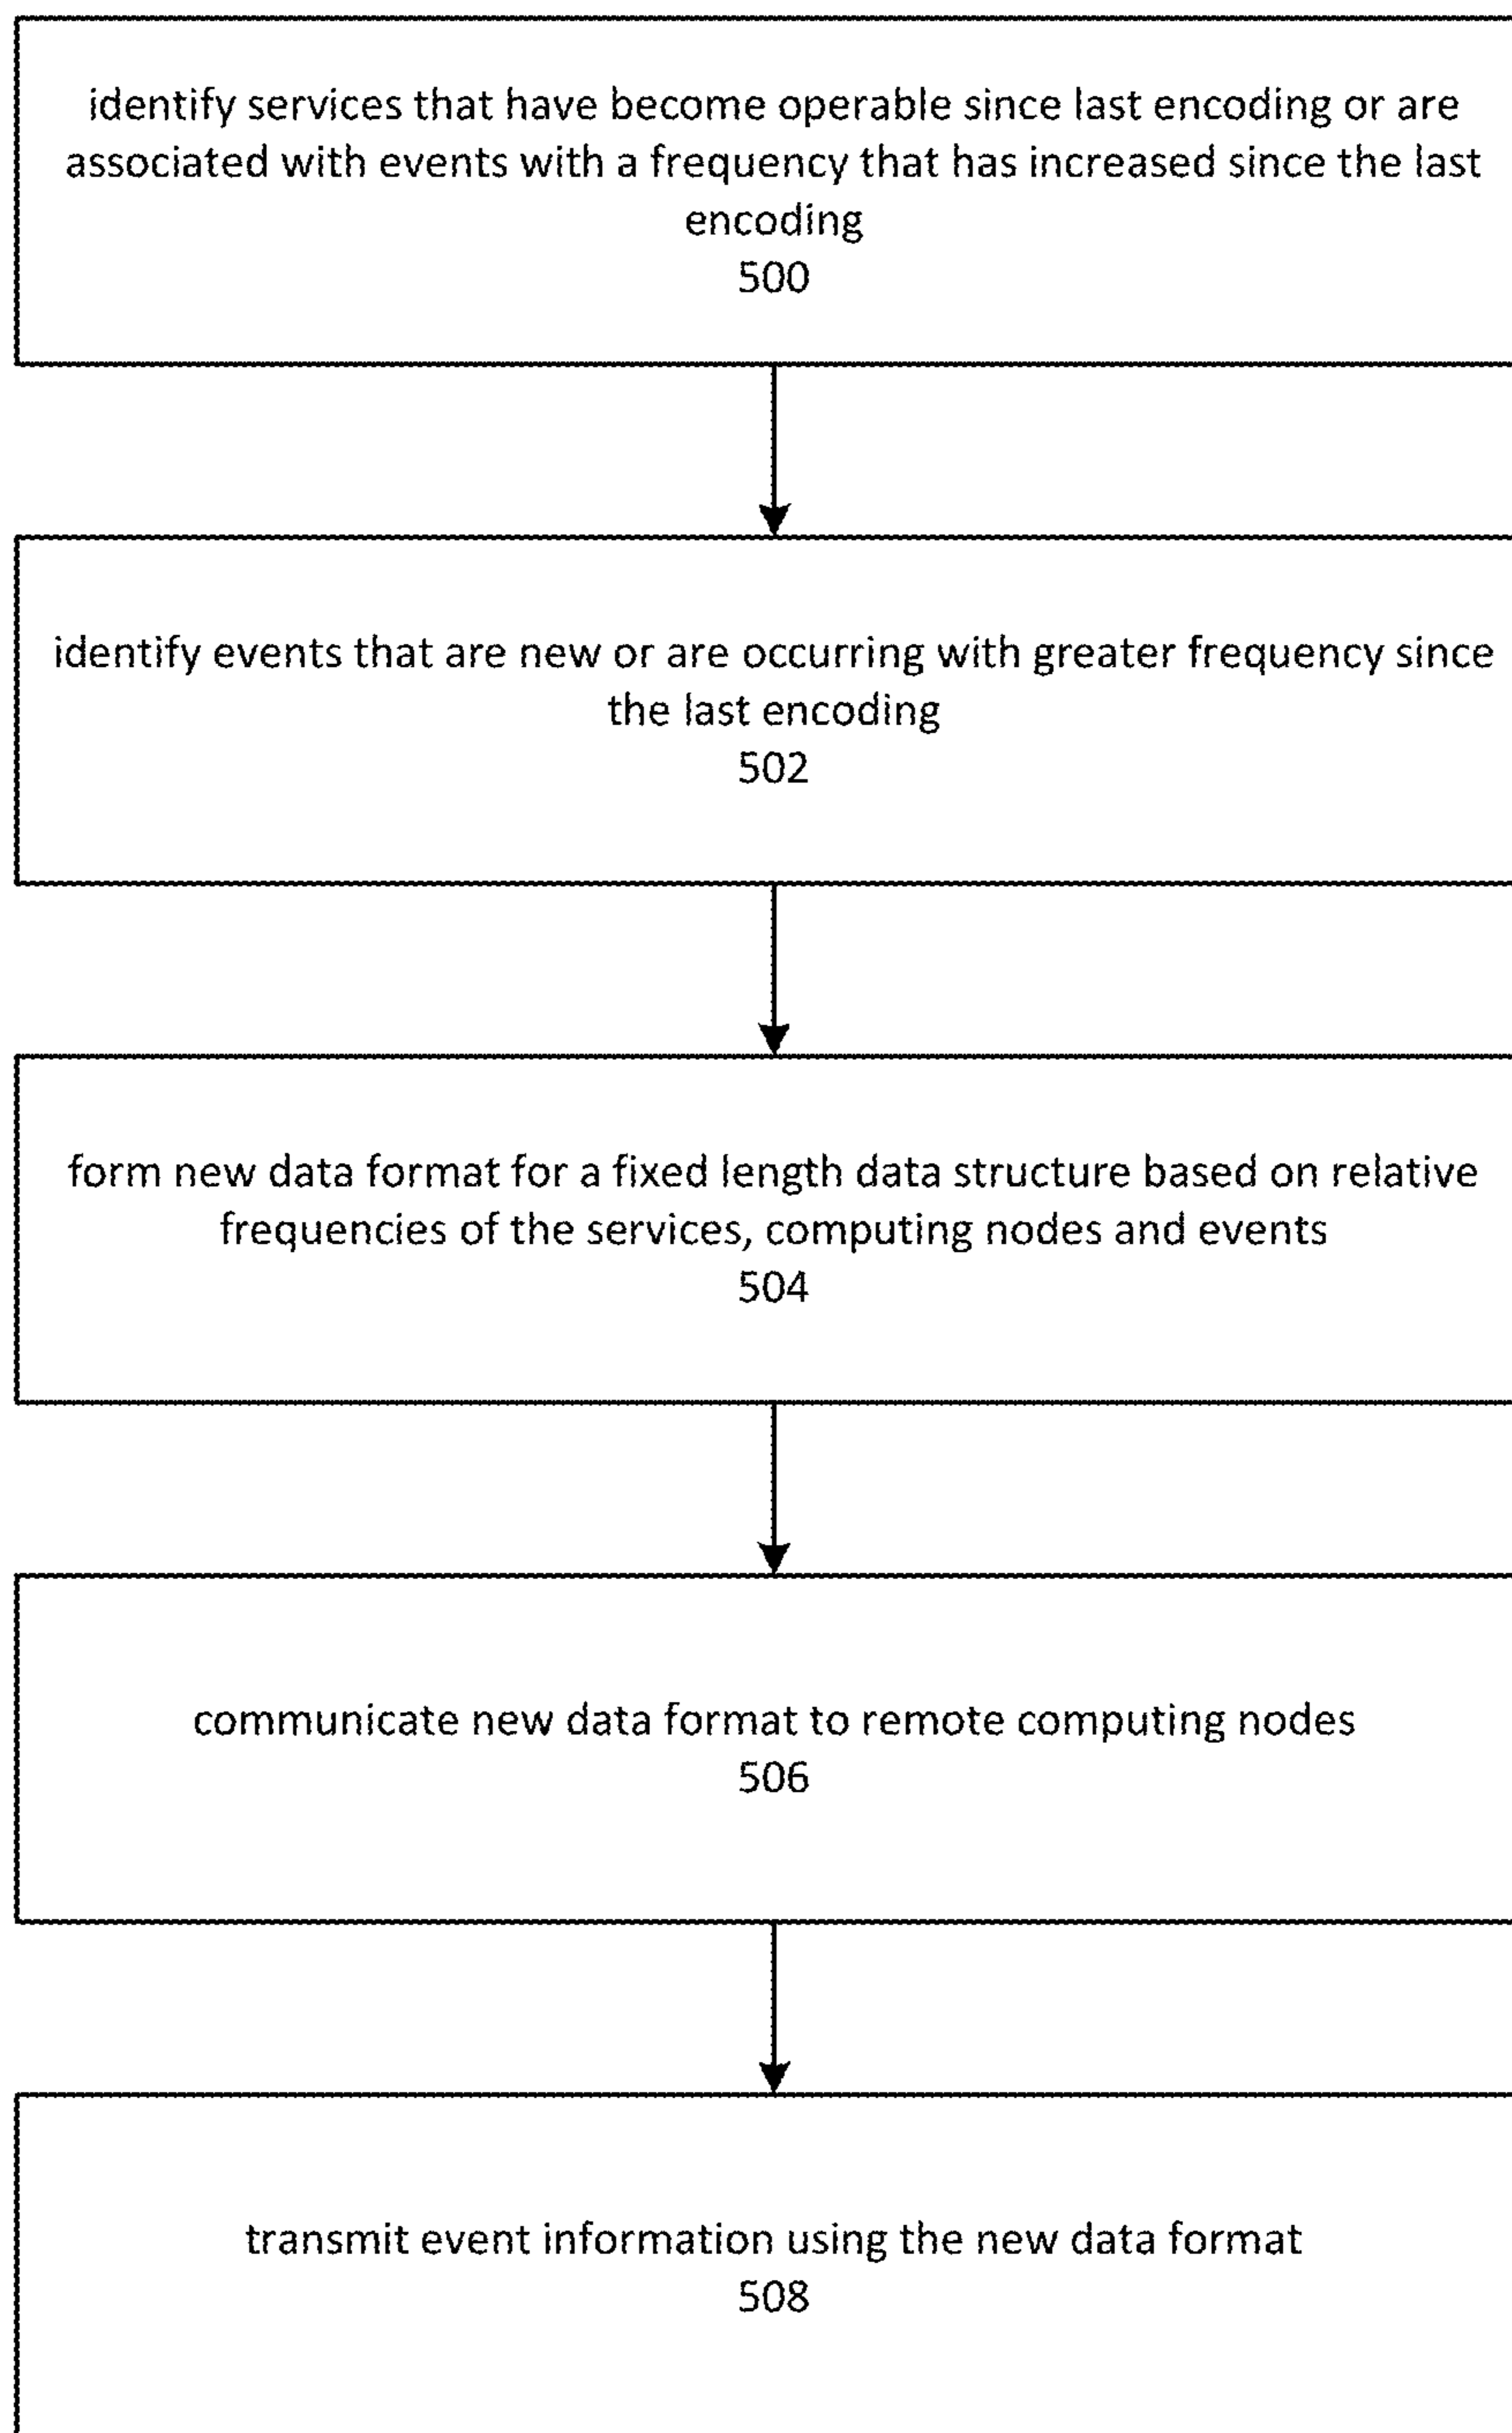 identify services that have become operable since last encoding or are
associated with events with a frequency that has increased since the last
encoding
500
identify events that are new or are occurring with greater frequency since
the last encoding
502
form new data format for a fixed length data structure based on relative
frequencies of the services, computing nodes and events
504
communicate new data format to remote computing nodes
506
transmit event information using the new data format
508